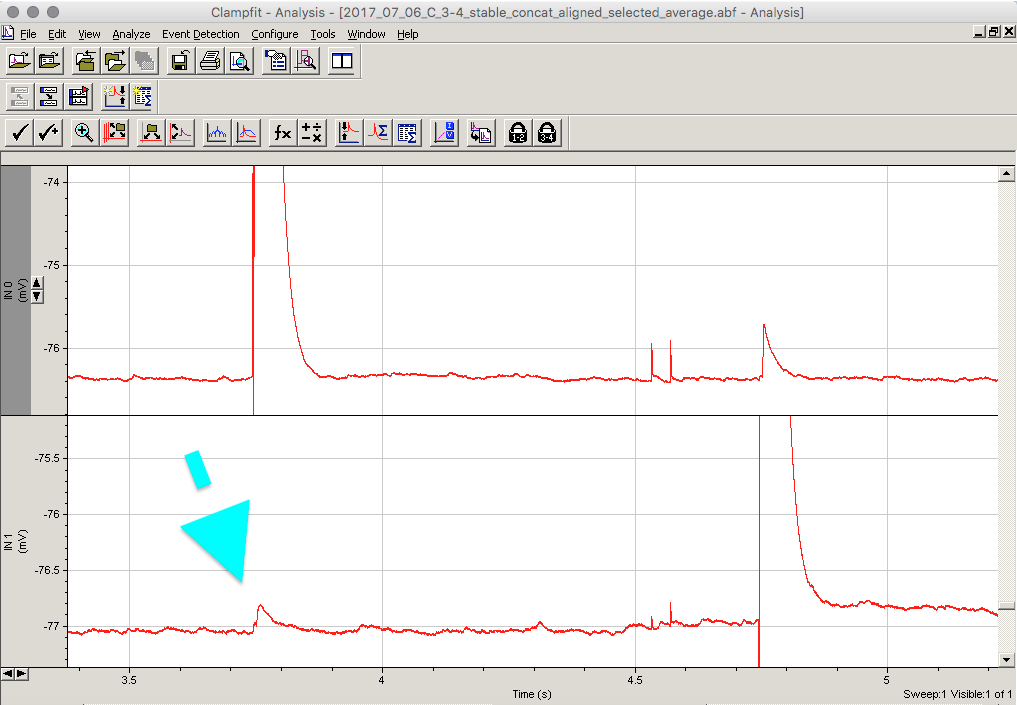 Clampfit - Analysis - [2017_07_06_C_3-4_stable_concat_aligned_selected_average.abf - Analysis]
File Edit View Analyze Event Detection Configure Tools Window Help
fx
-74
-75
-76
IN 0
(mV)
-75.5
-76
-76.5
-77
IN 1
(mV)
3.5 4 4.5 5
Time (s)
Sweep:1 Visible:1 of 1